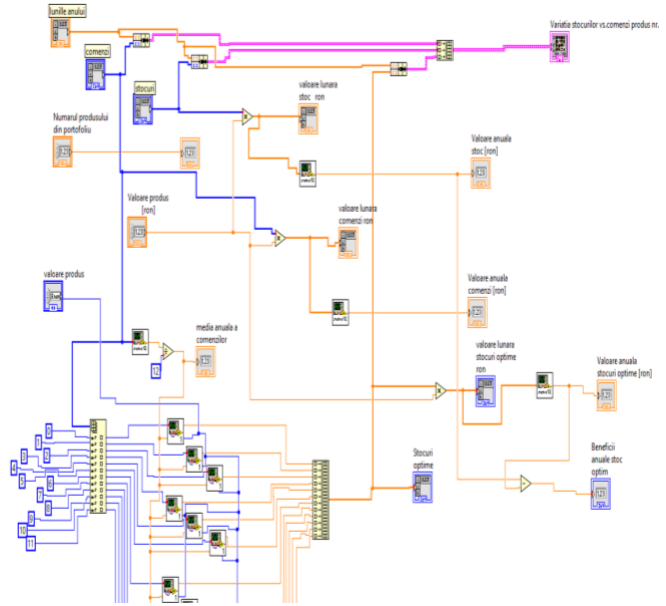 lunile anului
Variatia stocurilor vs.comenzi produs nr.
comenzi
stocuri
valoare lunara
stoc ron
Numarul produsului
din portofoliu
Valoare anuala
stoc [ron]
Valoare produs
[ron]
valoare lunara
comenzi ron
valoare produs
Valoare anuala
comenzi [ron]
media anuala a
comenzilor
12
valoare lunara
stocuri optime
ron
Valoare anuala
stocuri optime [ron]
Stocuri
optime
Beneficii
anuale stoc
optim
0
1
2
3
4
5
6
7
8
9
10
11